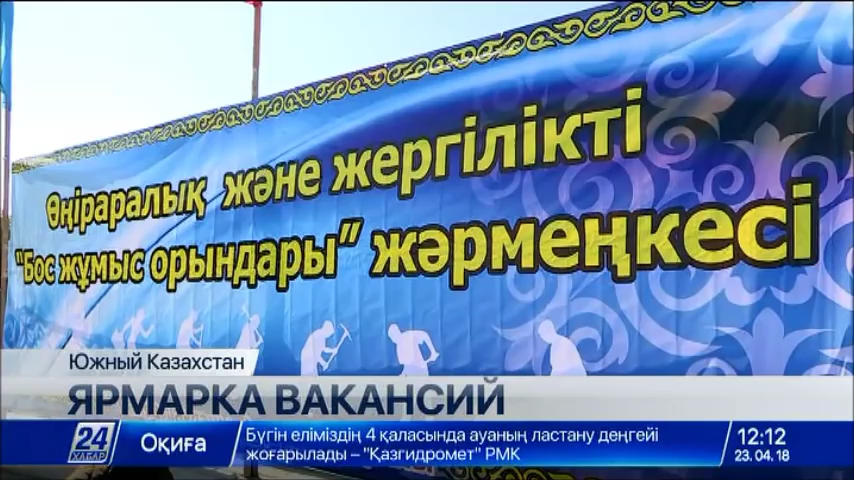 Өңіраралық және жергілікті
"Бос жұмыс орындары" жәрмеңкесі
Южный Казахстан
ЯРМАРКА ВАКАНСИЙ
24 ХАБАР
Оқиға
Бүгін еліміздің 4 қаласында ауаның ластану деңгейі
жоғарылады – "Қазгидромет" РМК
12:12
23. 04. 18